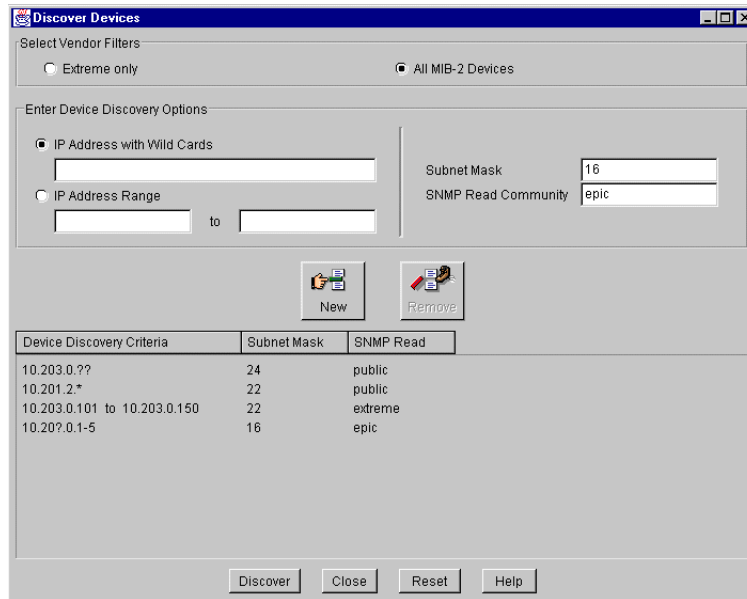 Discover Devices
Select Vendor Filters
Extreme only All MIB-2 Devices
Enter Device Discovery Options
IP Address with Wild Cards
Subnet Mask 16
IP Address Range SNMP Read Community epic
to
New Remove
Device Discovery Criteria Subnet Mask SNMP Read
10.203.0.?? 24 public
10.201.2.* 22 public
10.203.0.101 to 10.203.0.150 22 extreme
10.20?.0.1-5 16 epic
Discover Close Reset Help